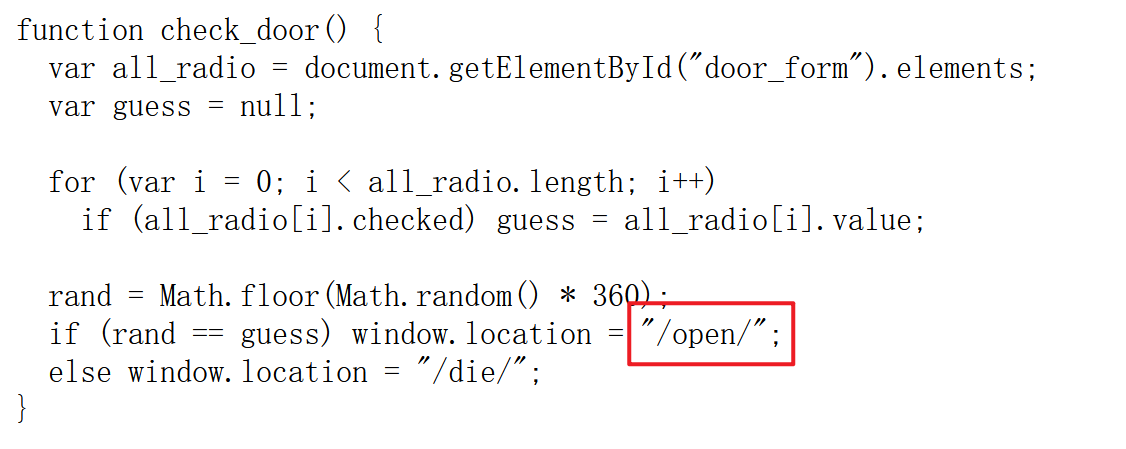 function check_door() {
  var all_radio = document.getElementById("door_form").elements;
  var guess = null;

  for (var i = 0; i < all_radio.length; i++)
    if (all_radio[i].checked) guess = all_radio[i].value;

  rand = Math.floor(Math.random() * 360);
  if (rand == guess) window.location = "/open/";
  else window.location = "/die/";
}